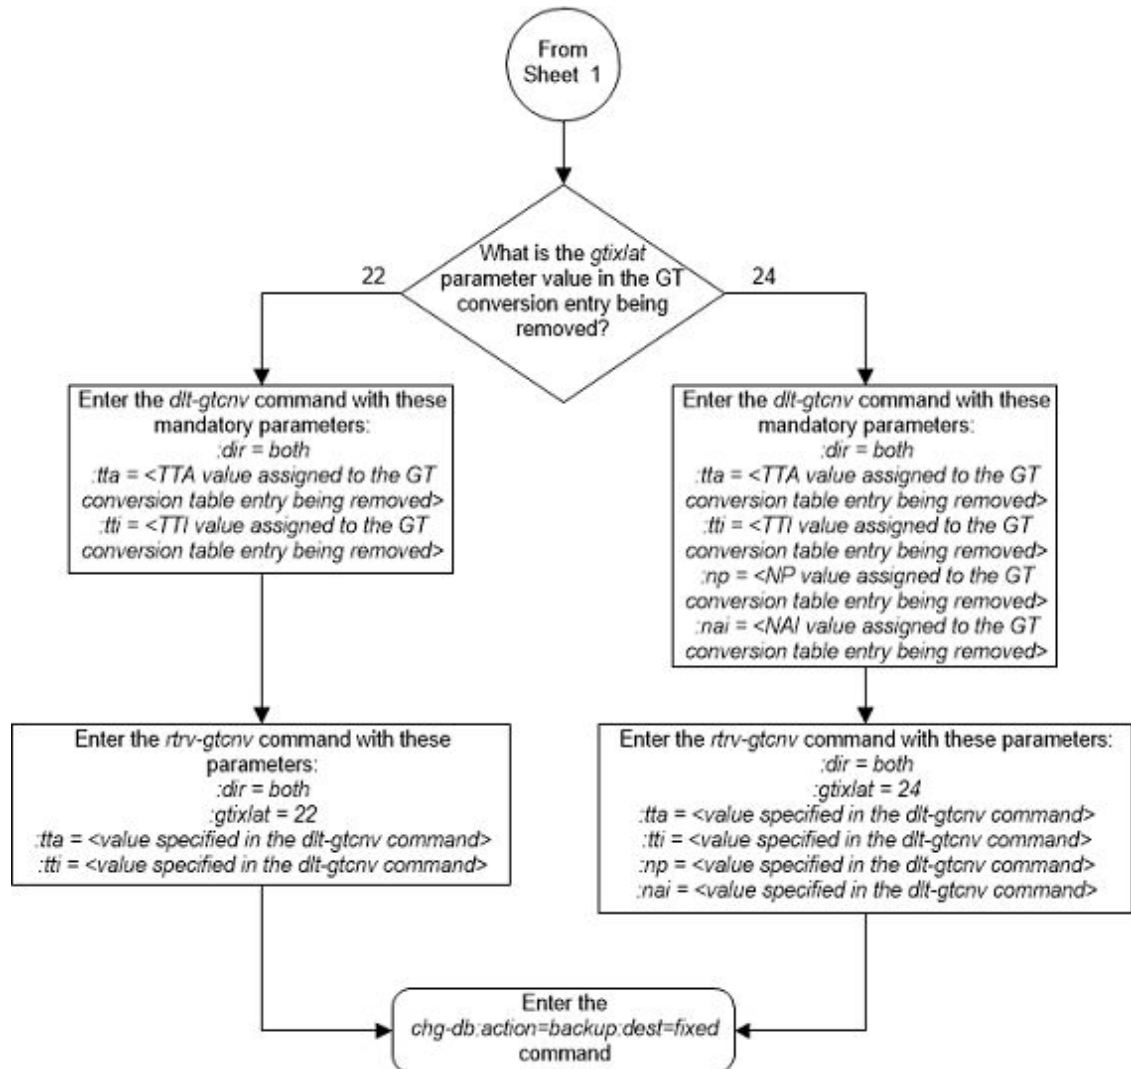 From
Sheet 1
What is the gtixlat
parameter value in the GT
conversion entry being
removed?
22
24
Enter the dlt-gtcnv command with these
mandatory parameters:
:dir = both
:tta = <TTA value assigned to the GT
conversion table entry being removed>
:tti = <TTI value assigned to the GT
conversion table entry being removed>
Enter the dlt-gtcnv command with these
mandatory parameters:
:dir = both
:tta = <TTA value assigned to the GT
conversion table entry being removed>
:tti = <TTI value assigned to the GT
conversion table entry being removed>
:np = <NP value assigned to the GT
conversion table entry being removed>
:nai = <NAI value assigned to the GT
conversion table entry being removed>
Enter the rtrv-gtcnv command with these
parameters:
:dir = both
:gtixlat = 22
:tta = <value specified in the dlt-gtcnv command>
:tti = <value specified in the dlt-gtcnv command>
Enter the rtrv-gtcnv command with these parameters:
:dir = both
:gtixlat = 24
:tta = <value specified in the dlt-gtcnv command>
:tti = <value specified in the dlt-gtcnv command>
:np = <value specified in the dlt-gtcnv command>
:nai = <value specified in the dlt-gtcnv command>
Enter the
chg-db:action=backup:dest=fixed
command